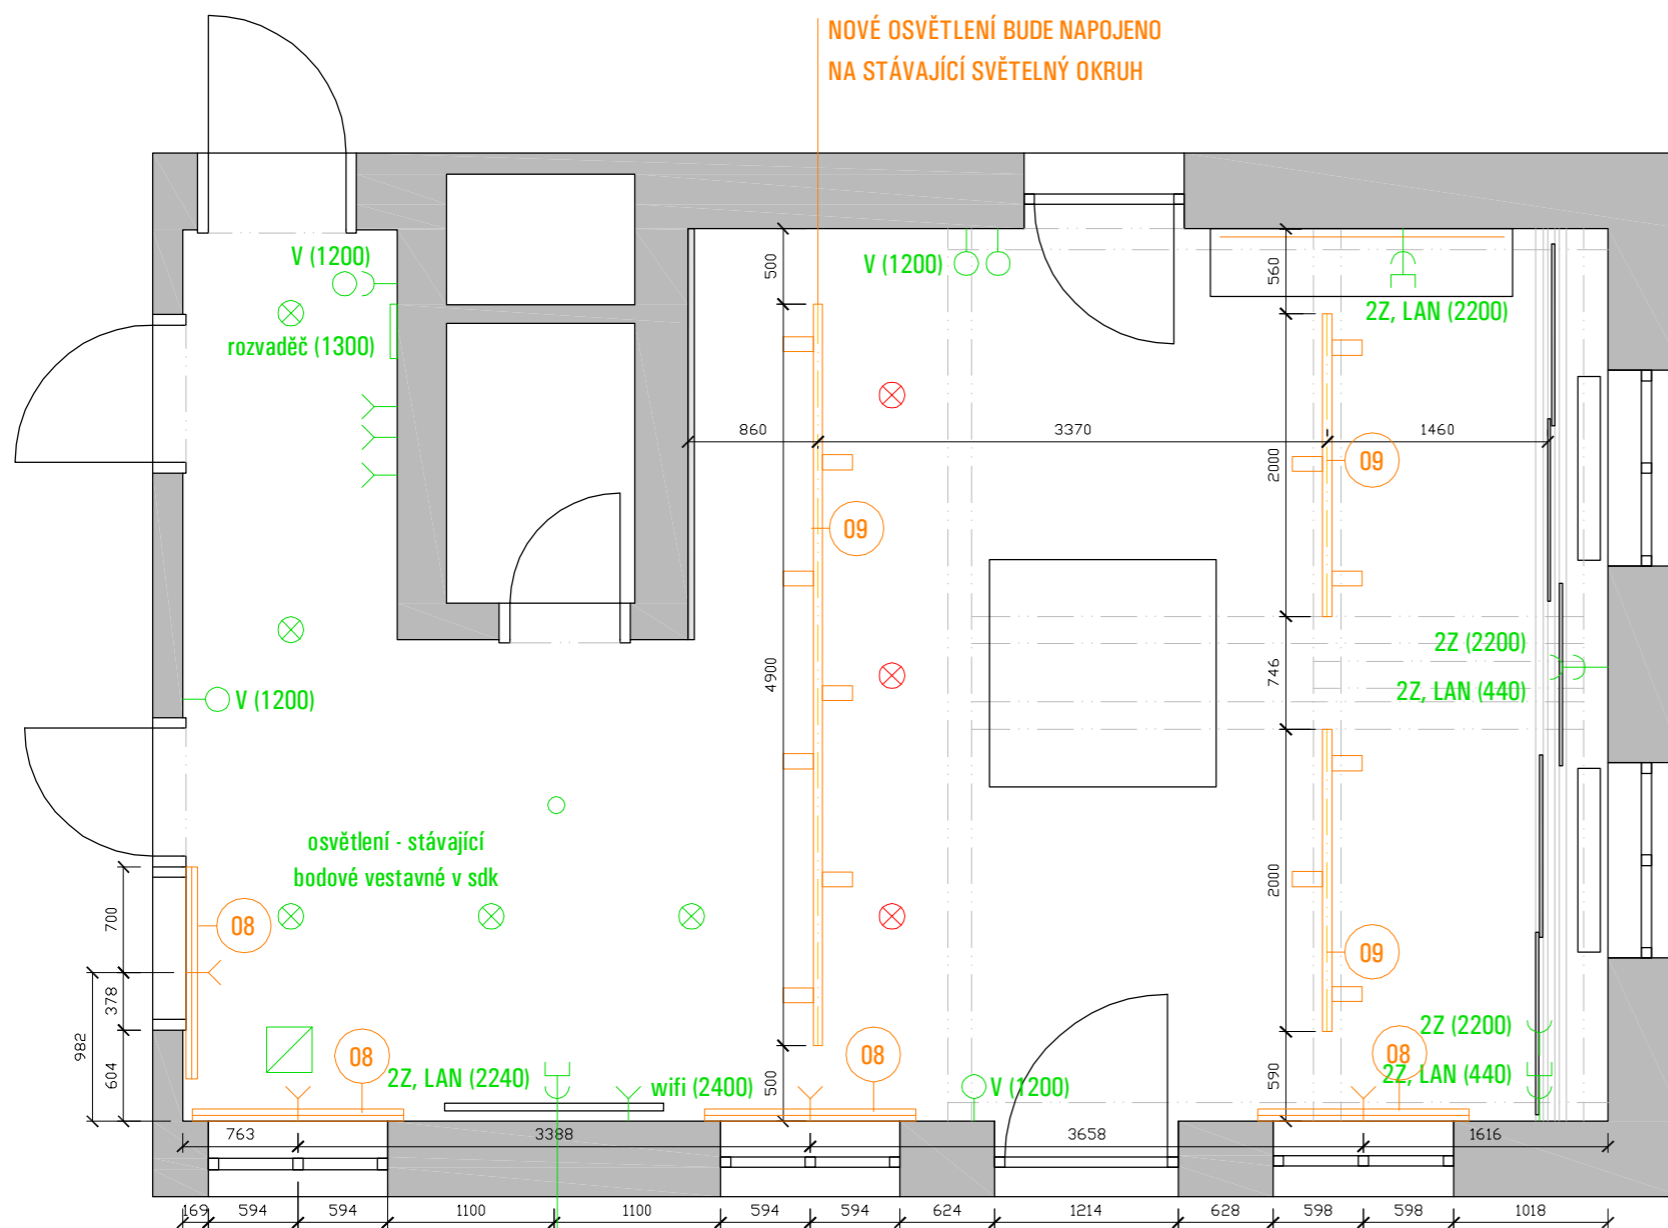 NOVÉ OSVĚTLENÍ BUDE NAPOJENO
NA STÁVAJÍCÍ SVĚTELNÝ OKRUH
V (1200)
V (1200)
500
560
2Z, LAN (2200)
rozvaděč (1300)
860
3370
1460
2000
09
09
4900
2Z (2200)
746
2Z, LAN (440)
V (1200)
osvětlení - stávající
bodové vestavné v sdk
2000
700
08
09
378
982
604
08
08
2Z (2200)
08
2Z, LAN (2240)
wifi (2400)
500
V (1200)
590
2Z, LAN (440)
763
3388
3658
1616
169
594
594
1100
1100
594
594
624
1214
628
598
598
1018